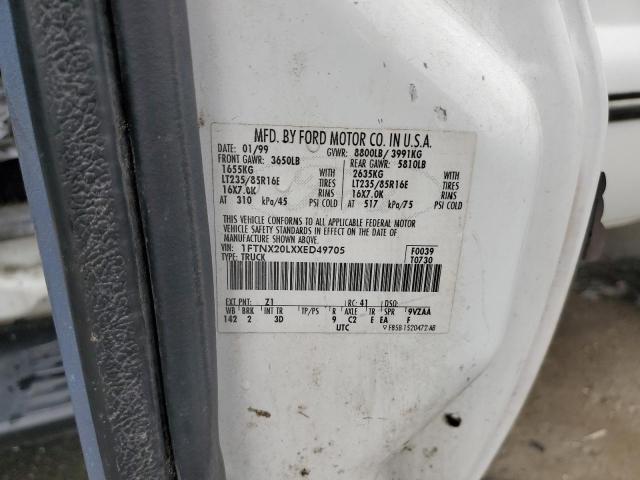 MFD. BY FORD MOTOR CO. IN U.S.A.
DATE: 01/99 GVWR: 8800LB/ 3991KG
FRONT GAWR: 3650LB REAR GAWR: 5810LB
1655KG WITH 2635KG WITH
LT235/85R16E TIRES LT235/85R16E TIRES
16X7.0K RIMS 16X7.0K RIMS
AT 310 kPa/45 PSI COLD AT 517 kPa/75 PSI COLD
THIS VEHICLE CONFORMS TO ALL APPLICABLE FEDERAL MOTOR
VEHICLE SAFETY STANDARDS IN EFFECT ON THE DATE OF
MANUFACTURE SHOWN ABOVE.
VIN: 1FTNX20LXXED49705 F0039
TYPE: TRUCK T0730
EXT PNT: Z1 RC: 41 DSO:
WB BRK INT TR TP/PS R AXLE TR SPR 9VZAA
142 2 3D 9 C2 E EA F
UTC F85B 1520472 AB